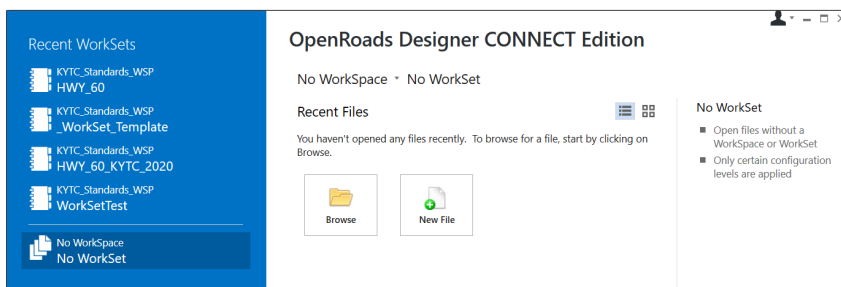 Recent WorkSets
KYTC_Standards_WSP
HWY_60
KYTC_Standards_WSP
_WorkSet_Template
KYTC_Standards_WSP
HWY_60_KYTC_2020
KYTC_Standards_WSP
WorkSetTest
No WorkSpace
No WorkSet
OpenRoads Designer CONNECT Edition
No WorkSpace No WorkSet
Recent Files
You haven't opened any files recently. To browse for a file, start by clicking on
Browse.
Browse
New File
No WorkSet
Open files without a
WorkSpace or WorkSet
Only certain configuration
levels are applied